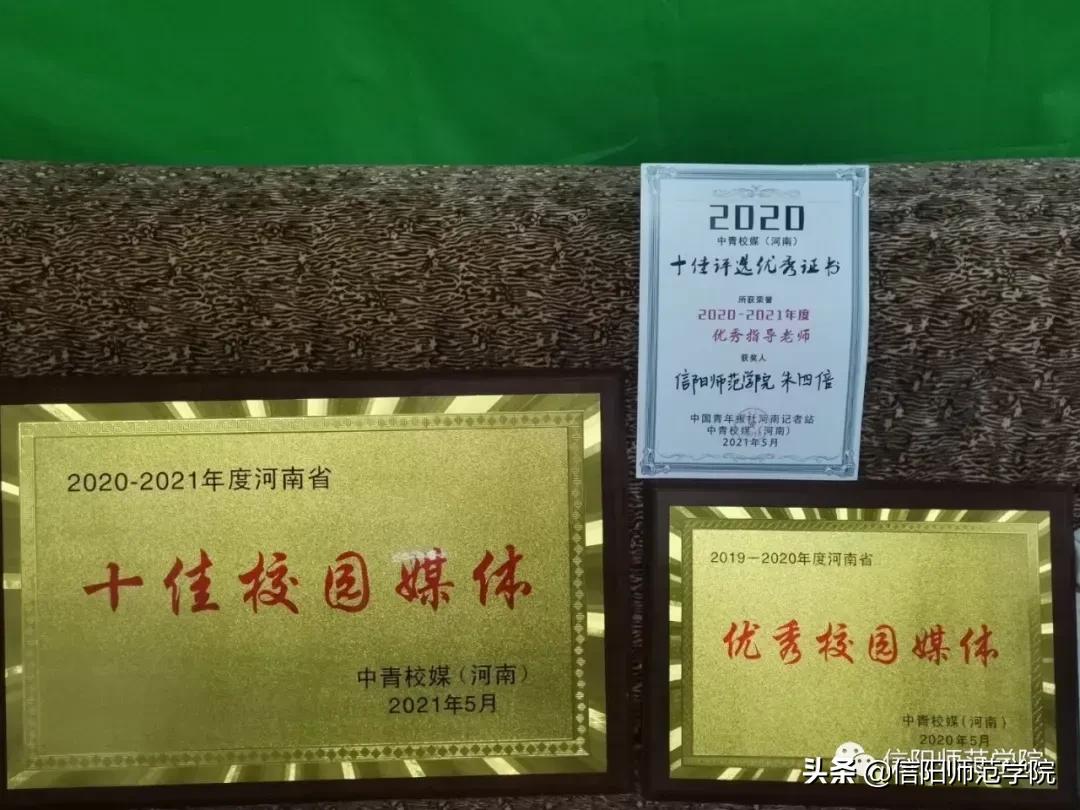 2020
中青校媒（河南）
十佳评选优秀证书
所获荣誉
2020-2021年度
优秀指导老师
获奖人
信阳师范学院 朱四倍
中国青年报社河南记者站
中青校媒（河南）
2021年5月
2020-2021年度河南省
十佳校园媒体
中青校媒（河南）
2021年5月
2019－2020年度河南省
优秀校园媒体
中青校媒（河南）
2020年5月
信阳师范学院
头条 @信阳师范学院